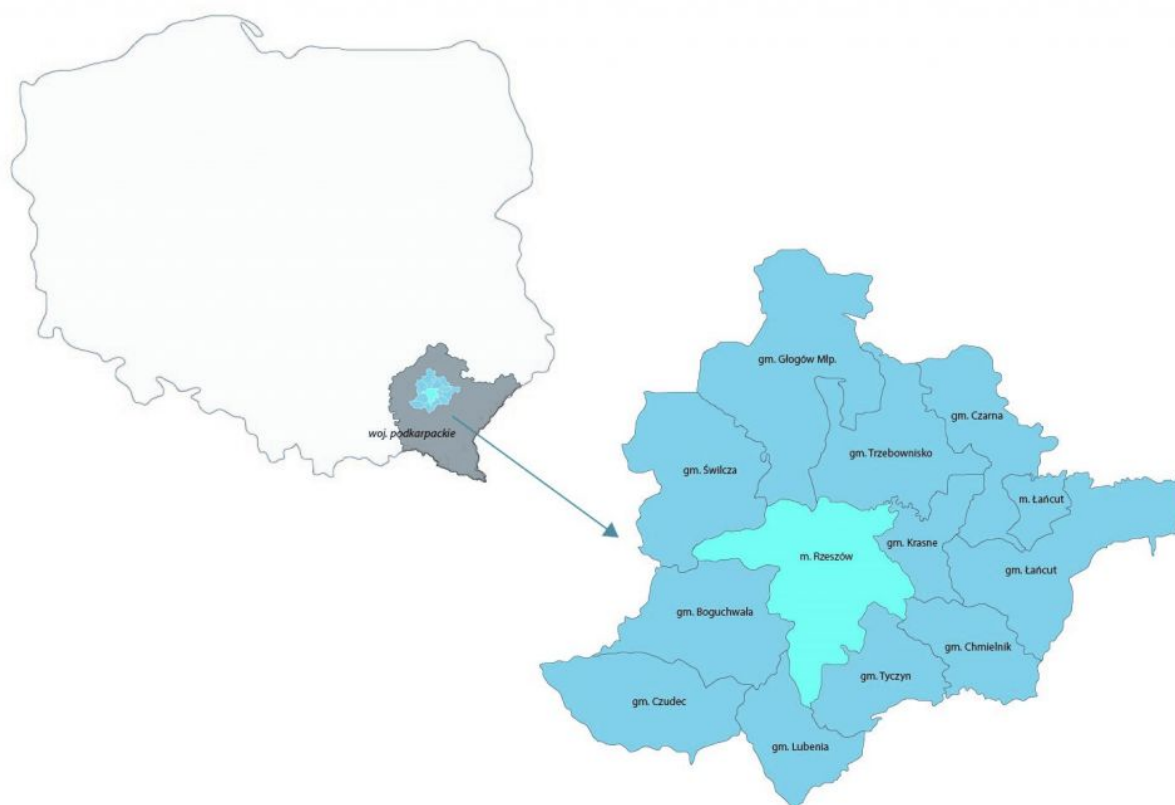 woj. podkarpackie
gm. Głogów Młp.
gm. Czarna
gm. Trzebownisko
gm. Świlcza
m. Łańcut
gm. Krasne
m. Rzeszów
gm. Łańcut
gm. Boguchwała
gm. Chmielnik
gm. Tyczyn
gm. Czudec
gm. Lubenia